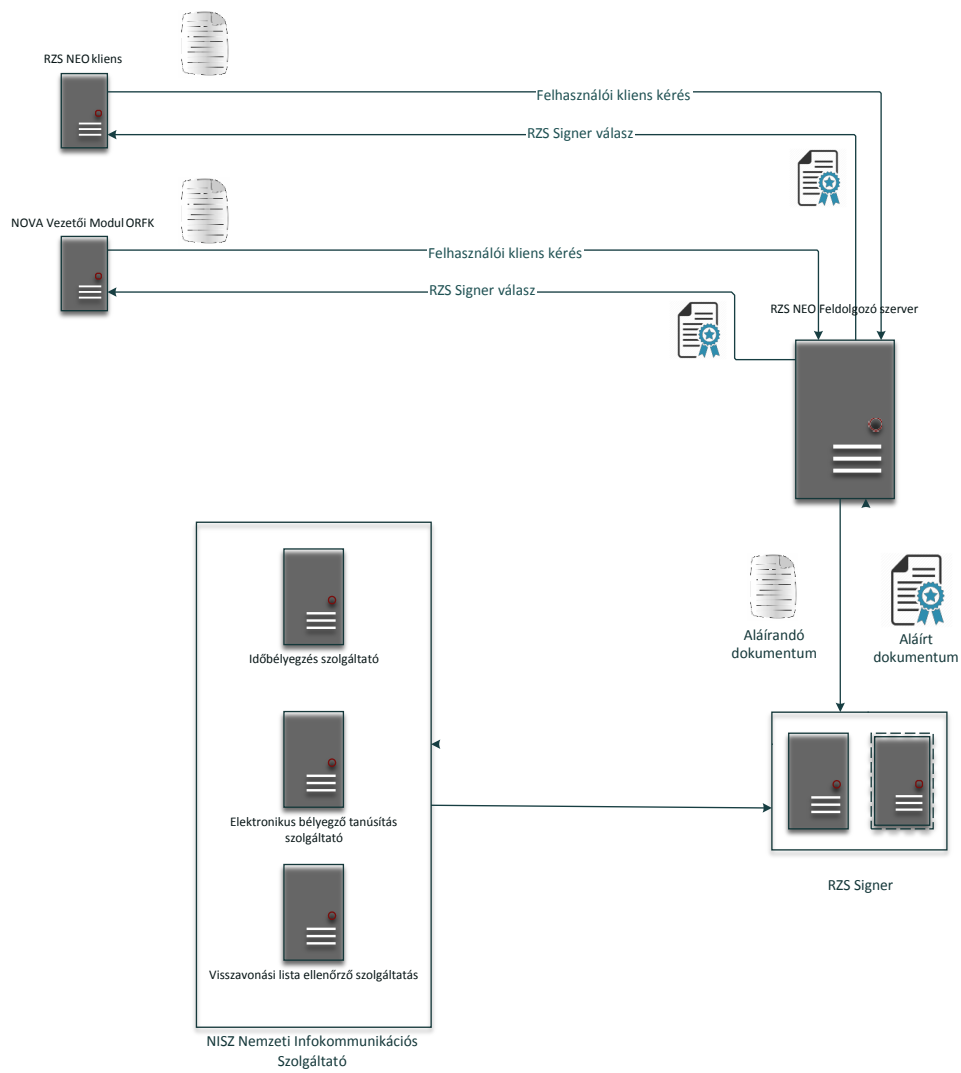 RZS NEO kliens
Felhasználói kliens kérés
RZS Signer válasz
NOVA Vezetői Modul ORFK
Felhasználói kliens kérés
RZS Signer válasz
RZS NEO Feldolgozó szerver
Aláírandó
dokumentum
Aláírt
dokumentum
Időbélyegzés szolgáltató
Elektronikus bélyegző tanúsítás
szolgáltató
RZS Signer
Visszavonási lista ellenőrző szolgáltatás
NISZ Nemzeti Infokommunikációs
Szolgáltató